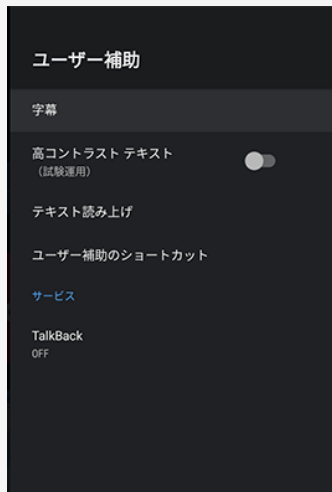 ユーザー補助
字幕
高コントラスト テキスト
（試験運用）
テキスト読み上げ
ユーザー補助のショートカット
サービス
TalkBack
OFF